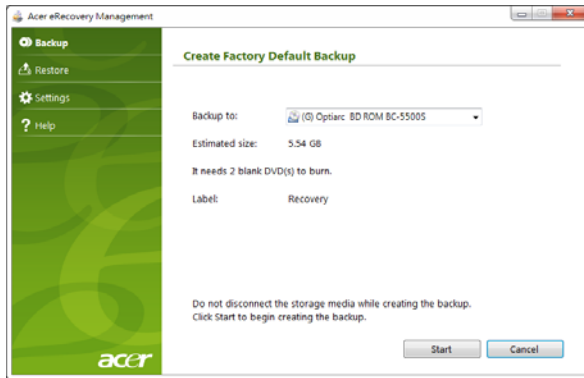 Acer eRecovery Management
Backup
Restore
Settings
? Help
Create Factory Default Backup
Backup to: (G) Optiarc BD ROM BC-5500S
Estimated size: 5.54 GB
It needs 2 blank DVD(s) to burn.
Label: Recovery
Do not disconnect the storage media while creating the backup.
Click Start to begin creating the backup.
Start Cancel
acer